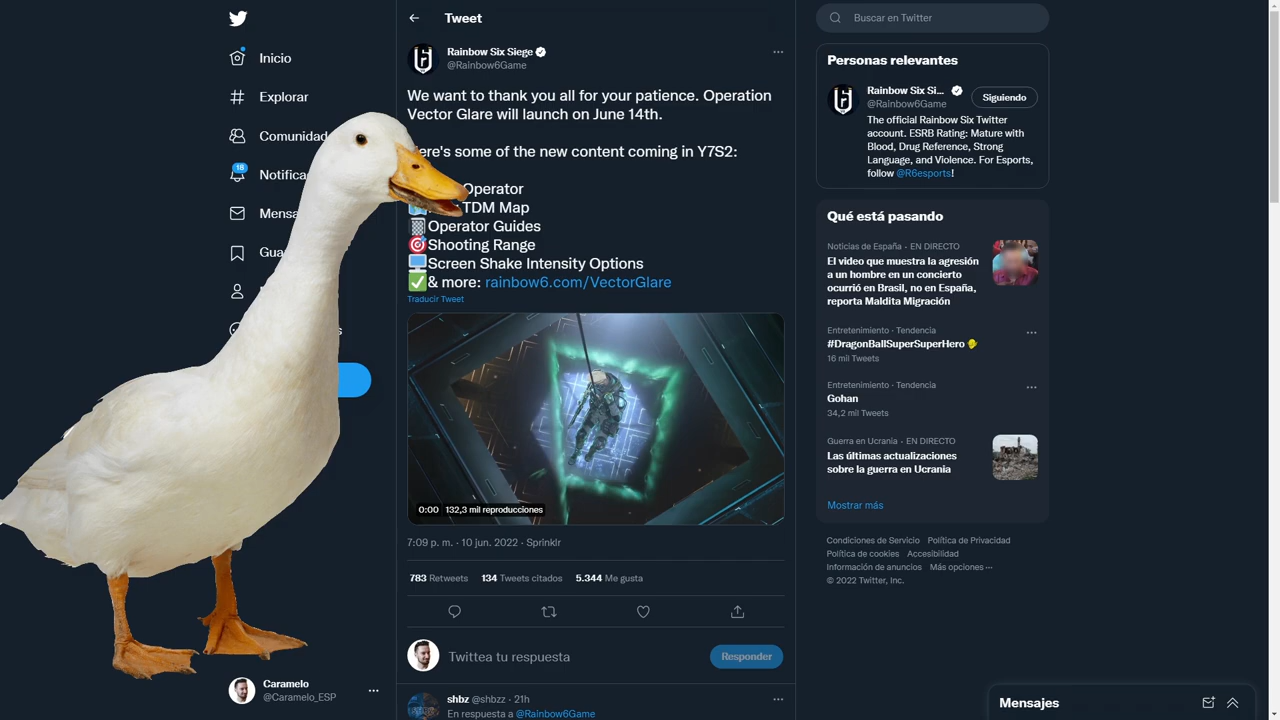 Inicio
Explorar
Comunidad
18
Notifica
Mensa
Gua
s
Caramelo
@Caramelo_ESP
Tweet
Rainbow Six Siege
@Rainbow6Game
We want to thank you all for your patience. Operation
Vector Glare will launch on June 14th.
ere's some of the new content coming in Y7S2:
Operator
TDM Map
Operator Guides
🎯Shooting Range
🖥️Screen Shake Intensity Options
✅& more: rainbow6.com/VectorGlare
Traducir Tweet
0:00 132,3 mil reproducciones
7:09 p. m. · 10 jun. 2022 · Sprinklr
783 Retweets 134 Tweets citados 5.344 Me gusta
Twittea tu respuesta
Responder
shbz @shbzz · 21h
En respuesta a @Rainbow6Game
Buscar en Twitter
Personas relevantes
Rainbow Six Si...
@Rainbow6Game
Siguiendo
The official Rainbow Six Twitter
account. ESRB Rating: Mature with
Blood, Drug Reference, Strong
Language, and Violence. For Esports,
follow @R6esports!
Qué está pasando
Noticias de España · EN DIRECTO
El video que muestra la agresión
a un hombre en un concierto
ocurrió en Brasil, no en España,
reporta Maldita Migración
Entretenimiento · Tendencia
#DragonBallSuperSuperHero
16 mil Tweets
Entretenimiento · Tendencia
Gohan
34,2 mil Tweets
Guerra en Ucrania · EN DIRECTO
Las últimas actualizaciones
sobre la guerra en Ucrania
Mostrar más
Condiciones de Servicio Política de Privacidad
Política de cookies Accesibilidad
Información de anuncios Más opciones ···
© 2022 Twitter, Inc.
Mensajes